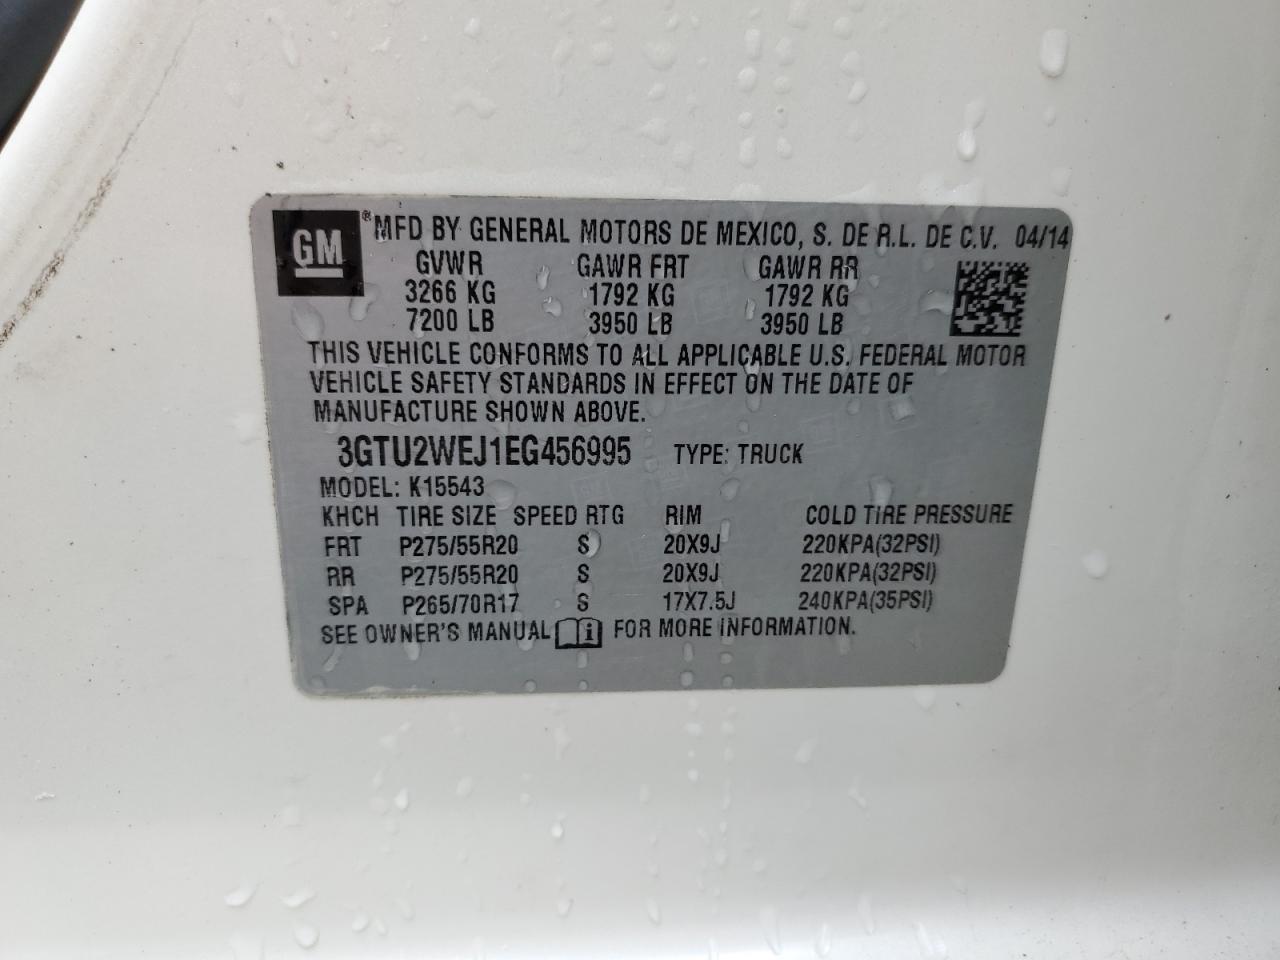 GM ® MFD BY GENERAL MOTORS DE MEXICO, S. DE R.L. DE C.V. 04/14
GVWR GAWR FRT GAWR RR
3266 KG 1792 KG 1792 KG
7200 LB 3950 LB 3950 LB
THIS VEHICLE CONFORMS TO ALL APPLICABLE U.S. FEDERAL MOTOR
VEHICLE SAFETY STANDARDS IN EFFECT ON THE DATE OF
MANUFACTURE SHOWN ABOVE.
3GTU2WEJ1EG456995 TYPE: TRUCK
MODEL: K15543
KHCH TIRE SIZE SPEED RTG RIM COLD TIRE PRESSURE
FRT P275/55R20 S 20X9J 220KPA(32PSI)
RR P275/55R20 S 20X9J 220KPA(32PSI)
SPA P265/70R17 S 17X7.5J 240KPA(35PSI)
SEE OWNER'S MANUAL i FOR MORE INFORMATION.